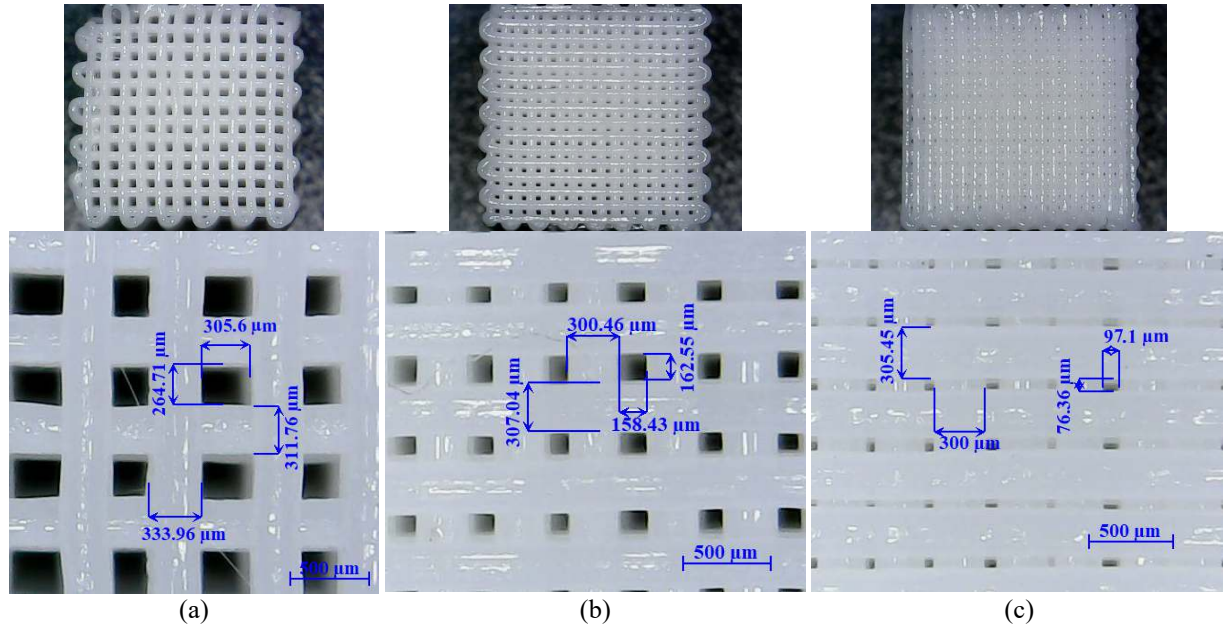 305.6 µm
264.71 µm
311.76 µm
333.96 µm
500 µm
300.46 µm
162.55 µm
307.04 µm
158.43 µm
500 µm
305.45 µm
97.1 µm
76.36 µm
300 µm
500 µm
(a)
(b)
(c)